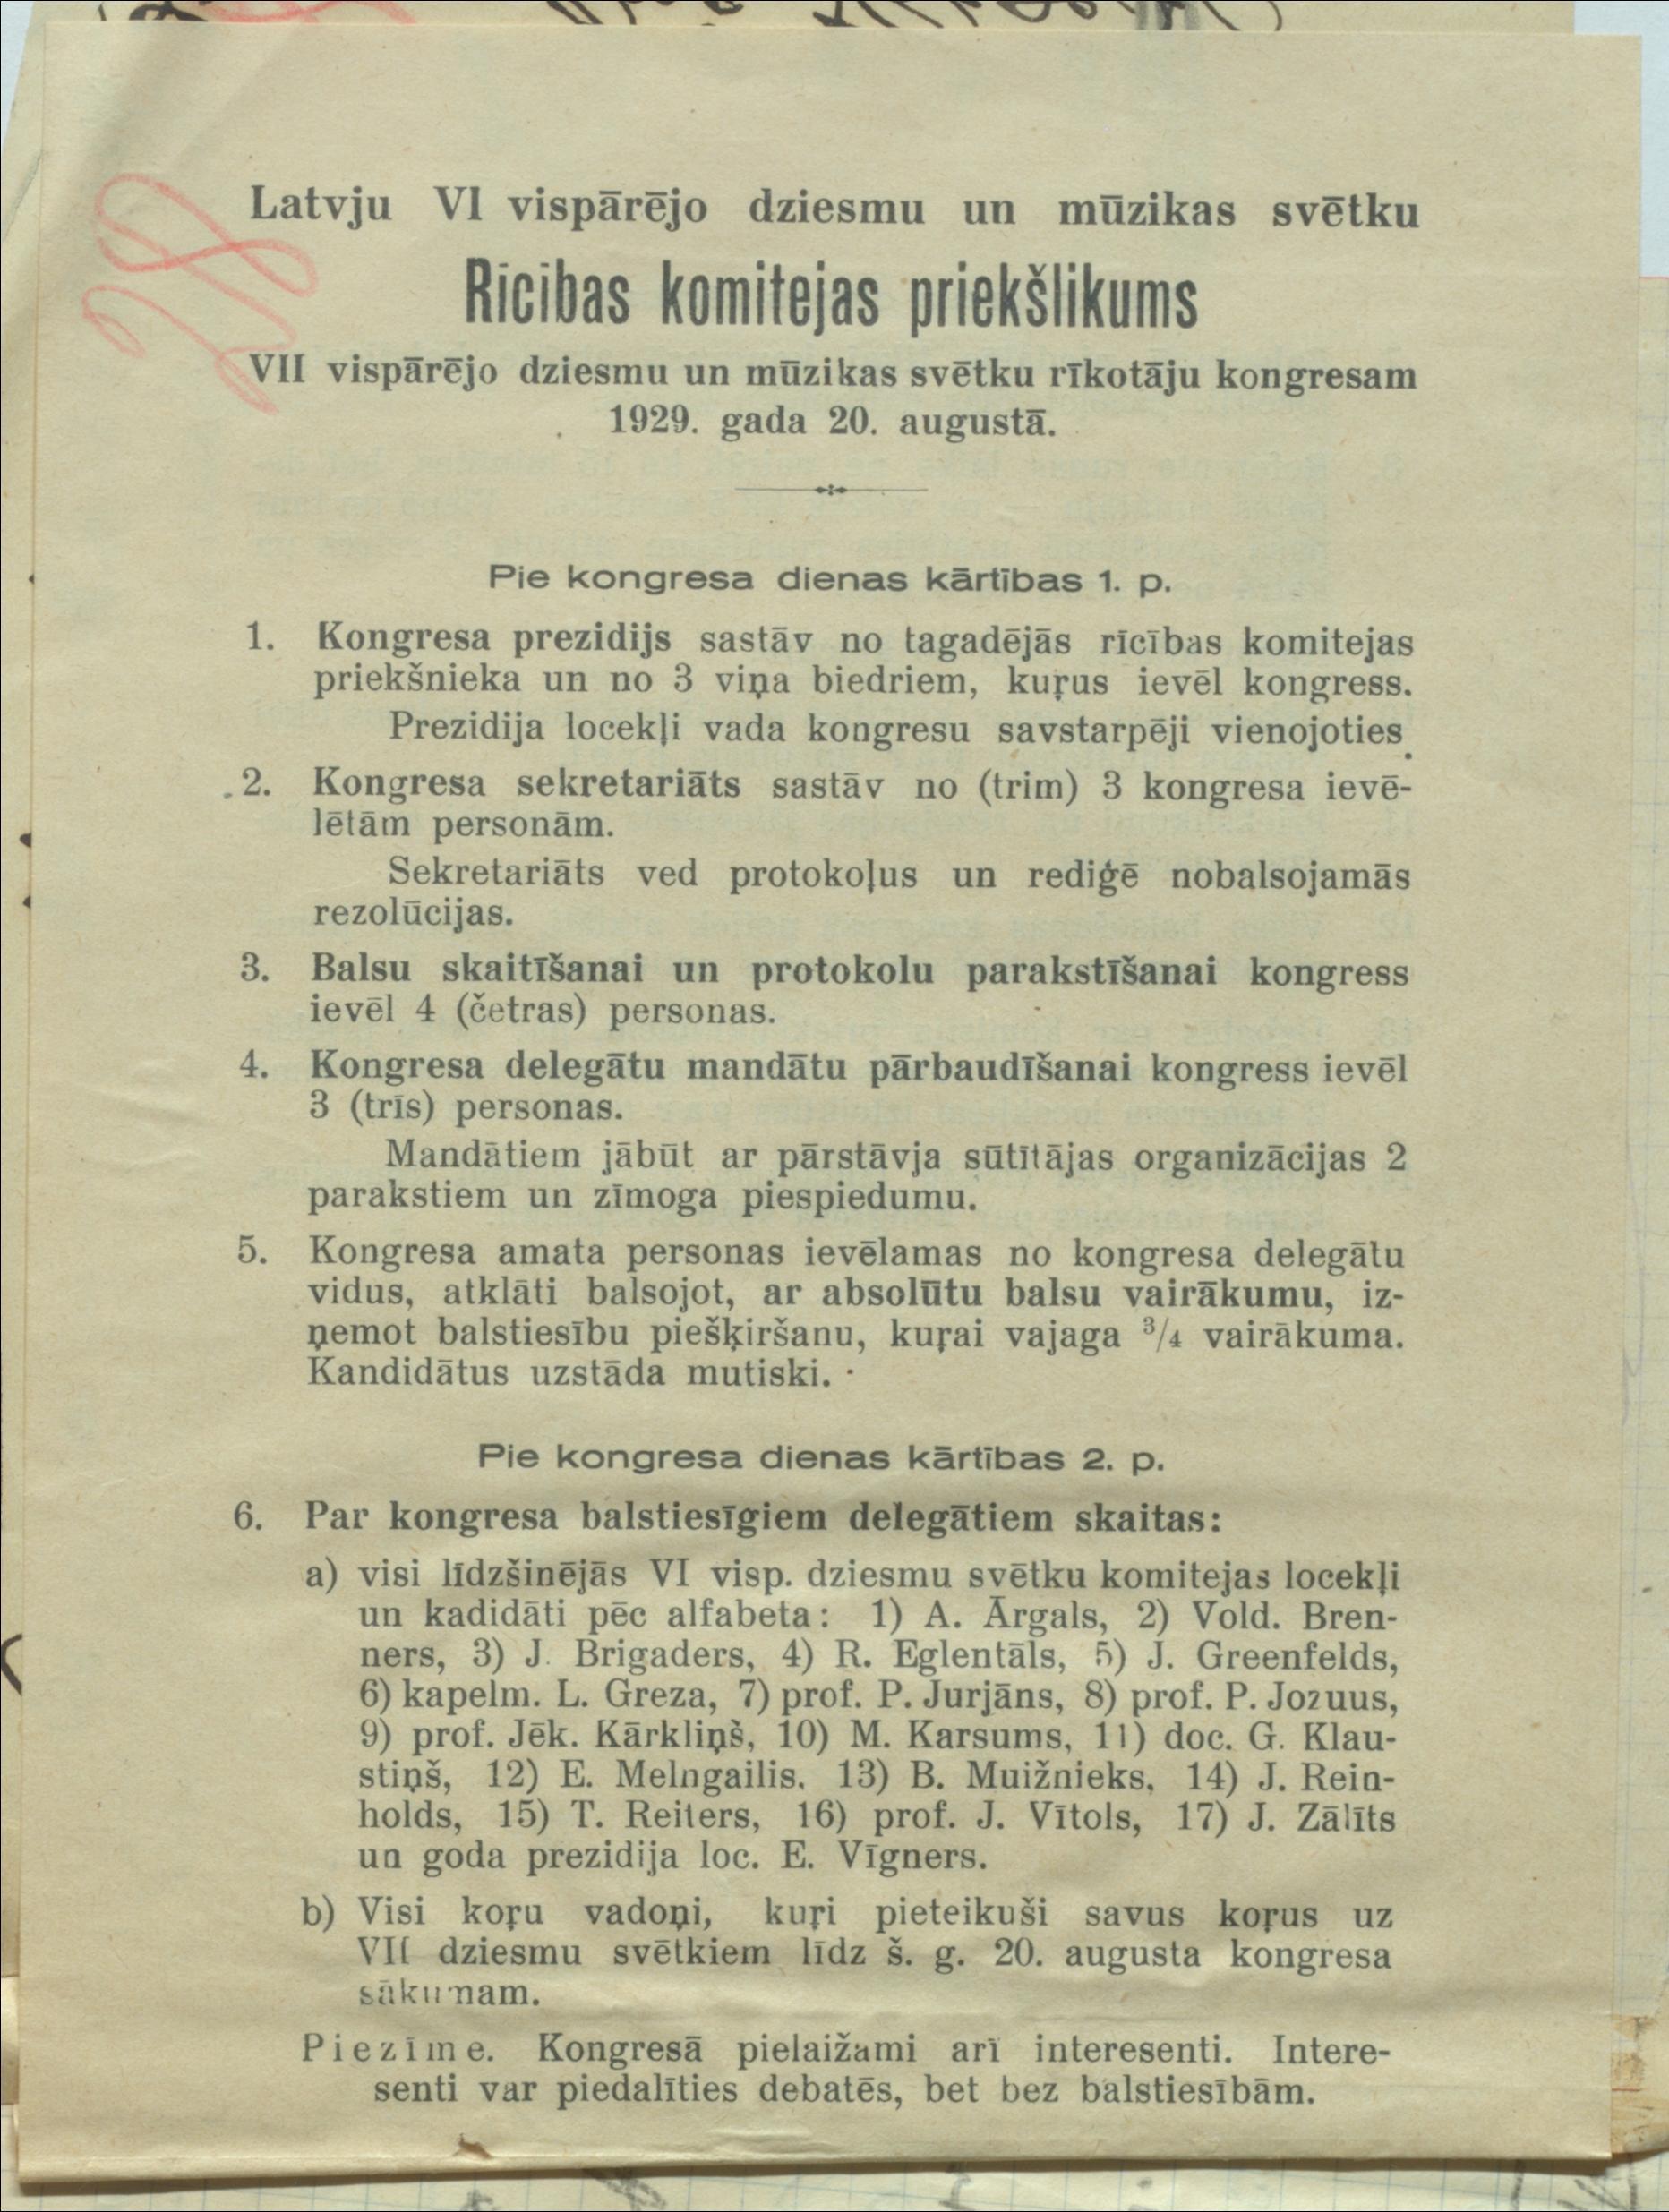 Latvju VI vispārējo dziesmu un mūzikas svētku
Rīcības komitejas priekšlikums
VII vispārējo dziesmu un mūzikas svētku rīkotāju kongresam
1929. gada 20. augustā.
Pie kongresa dienas kārtības 1. p.
1. Kongresa prezidijs sastāv no tagadējās rīcības komitejas
priekšnieka un no 3 viņa biedriem, kuŗus ievēl kongress.
Prezidija locekļi vada kongresu savstarpēji vienojoties.
2. Kongresa sekretariāts sastāv no (trim) 3 kongresa ievē-
lētām personām.
Sekretariāts ved protokoļus un rediģē nobalsojamās
rezolūcijas.
3. Balsu skaitīšanai un protokolu parakstīšanai kongress
ievēl 4 (četras) personas.
4. Kongresa delegātu mandātu pārbaudīšanai kongress ievēl
3 (trīs) personas.
Mandātiem jābūt ar pārstāvja sūtītājas organizācijas 2
parakstiem un zīmoga piespiedumu.
5. Kongresa amata personas ievēlamas no kongresa delegātu
vidus, atklāti balsojot, ar absolūtu balsu vairākumu, iz-
ņemot balstiesību piešķiršanu, kuŗai vajaga 3/4 vairākuma.
Kandidātus uzstāda mutiski.
Pie kongresa dienas kārtības 2. p.
6. Par kongresa balstiesīgiem delegātiem skaitas:
a) visi līdzšinējās VI visp. dziesmu svētku komitejas locekļi
un kadidāti pēc alfabeta: 1) A. Ārgals, 2) Vold. Bren-
ners, 3) J. Brigaders, 4) R. Eglentāls, 5) J. Greenfelds,
6) kapelm. L. Greza, 7) prof. P. Jurjāns, 8) prof. P. Jozuus,
9) prof. Jēk. Kārkliņš, 10) M. Karsums, 11) doc. G. Klau-
stiņš, 12) E. Melngailis, 13) B. Muižnieks, 14) J. Rein-
holds, 15) T. Reiters, 16) prof. J. Vītols, 17) J. Zālīts
un goda prezidija loc. E. Vīgners.
b) Visi koŗu vadoņi, kuŗi pieteikuši savus koŗus uz
VII dziesmu svētkiem līdz š. g. 20. augusta kongresa
sākumam.
Piezīme. Kongresā pielaižami arī interesenti. Intere-
senti var piedalīties debatēs, bet bez balstiesībām.